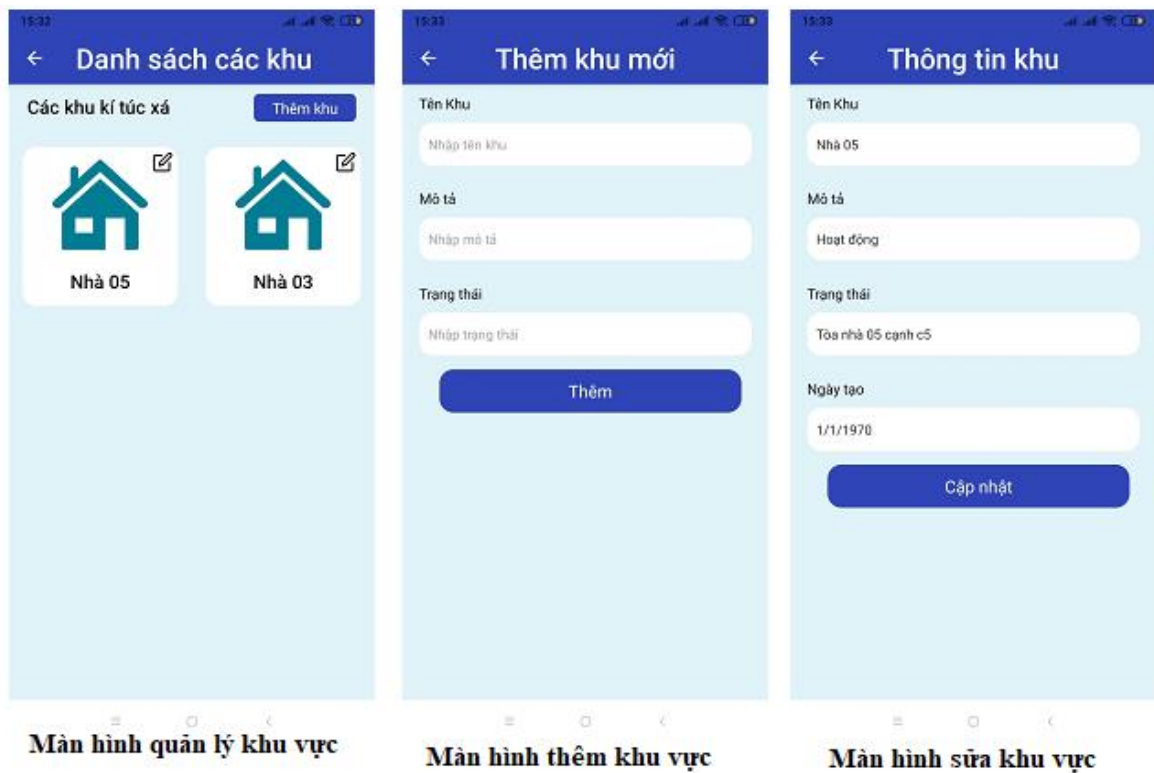 15:32
Danh sách các khu
Các khu kí túc xá
Thêm khu
Nhà 05
Nhà 03
Màn hình quản lý khu vực
15:33
Thêm khu mới
Tên Khu
Nhập tên khu
Mô tả
Nhập mô tả
Trạng thái
Nhập trạng thái
Thêm
Màn hình thêm khu vực
15:33
Thông tin khu
Tên Khu
Nhà 05
Mô tả
Hoạt động
Trạng thái
Tòa nhà 05 cạnh c5
Ngày tạo
1/1/1970
Cập nhật
Màn hình sửa khu vực